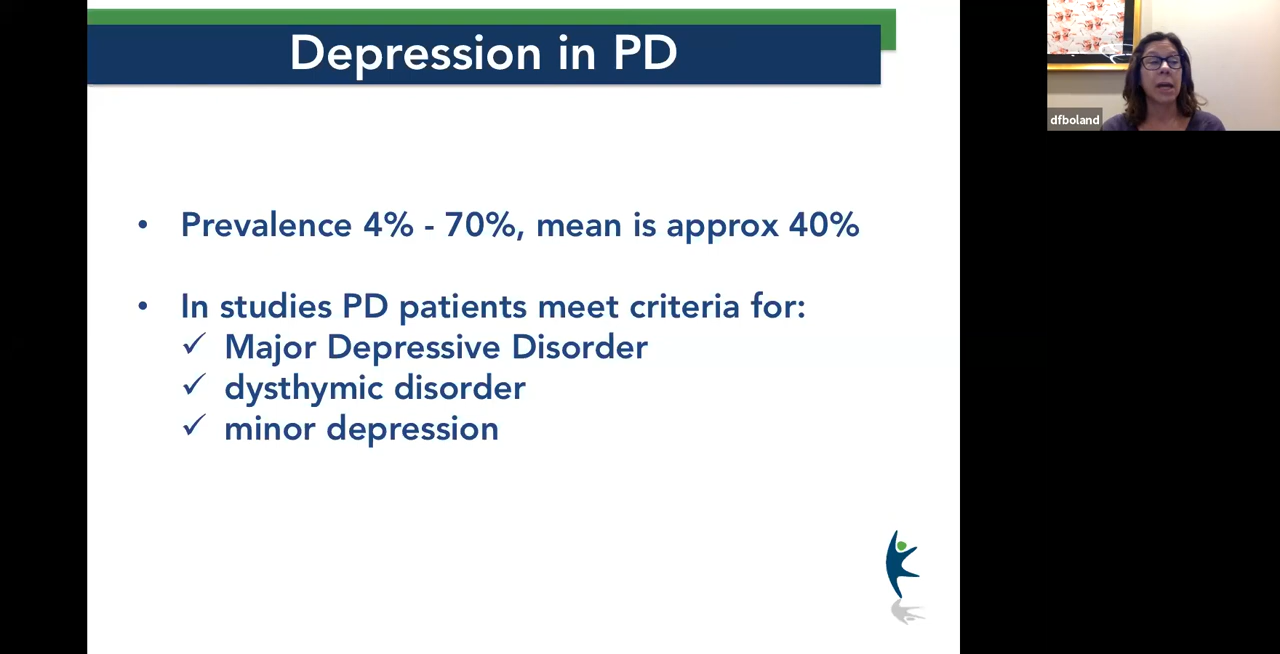 Depression in PD
dfboland
• Prevalence 4% - 70%, mean is approx 40%
• In studies PD patients meet criteria for:
✓ Major Depressive Disorder
✓ dysthymic disorder
✓ minor depression